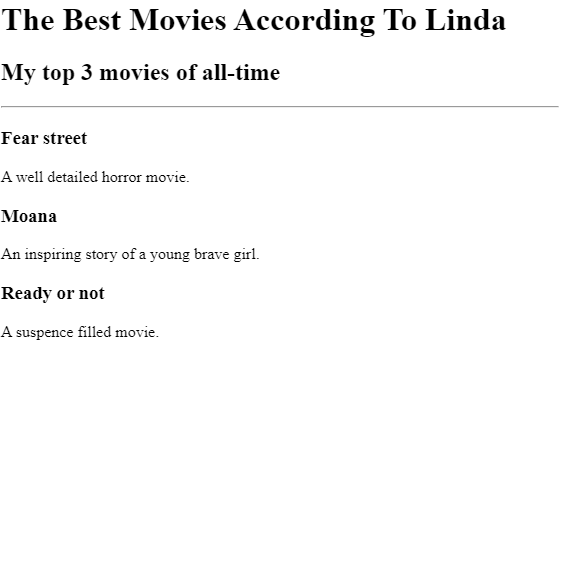 The Best Movies According To Linda
My top 3 movies of all-time
Fear street
A well detailed horror movie.
Moana
An inspiring story of a young brave girl.
Ready or not
A suspence filled movie.